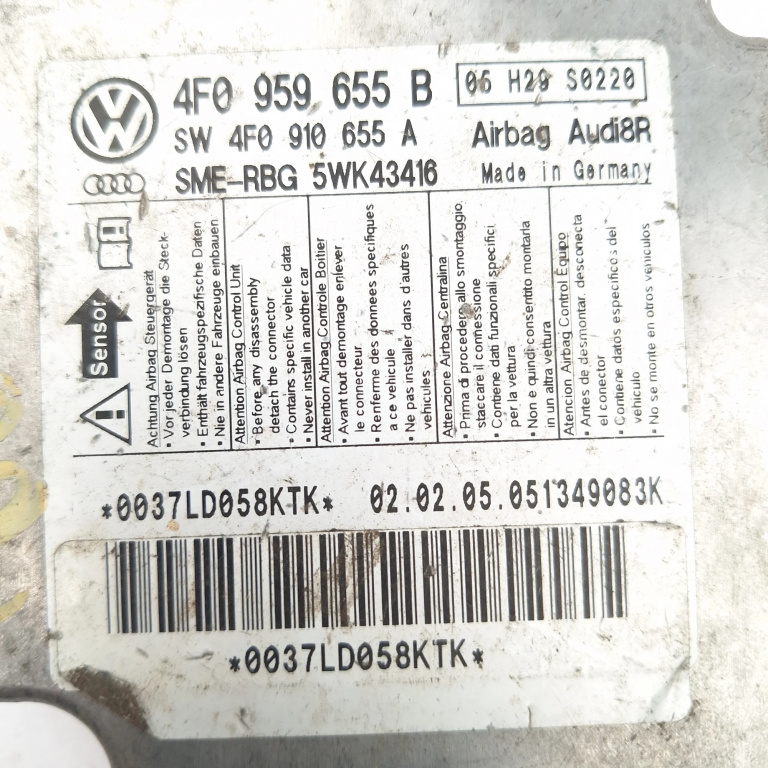 4F0 959 655 B
06 H29 S0220
SW 4F0 910 655 A
Airbag Audi8R
SME-RBG 5WK43416
Made in Germany
Sensor
Achtung Airbag Steuergerät
• Vor jeder Demontage die Steck-
verbindung lösen
• Enthält fahrzeugspezifische Daten
• Nie in andere Fahrzeuge einbauen
Attention Airbag Control Unit
• Before any disassembly
detach the connector
• Contains specific vehicle data
• Never install in another car
Attention Airbag Controle Boitier
• Avant tout demontage enlever
le connecteur
• Renferme des donnees specifiques
a ce vehicule
• Ne pas installer dans d'autres
vehicules
Attenzione Airbag-Centralina
• Prima di procedere allo smontaggio
staccare il connessione
• Contiene dati funzionali specifici
per la vettura
• Non e quindi consentito montarla
in un altra vettura
Atencion Airbag Control Equipo
• Antes de desmontar, desconecta
el conector
• Contiene datos especificos del
vehiculo
• No se monte en otros vehiculos
*0037LD058KTK*
02.02.05.051349083K
*0037LD058KTK*